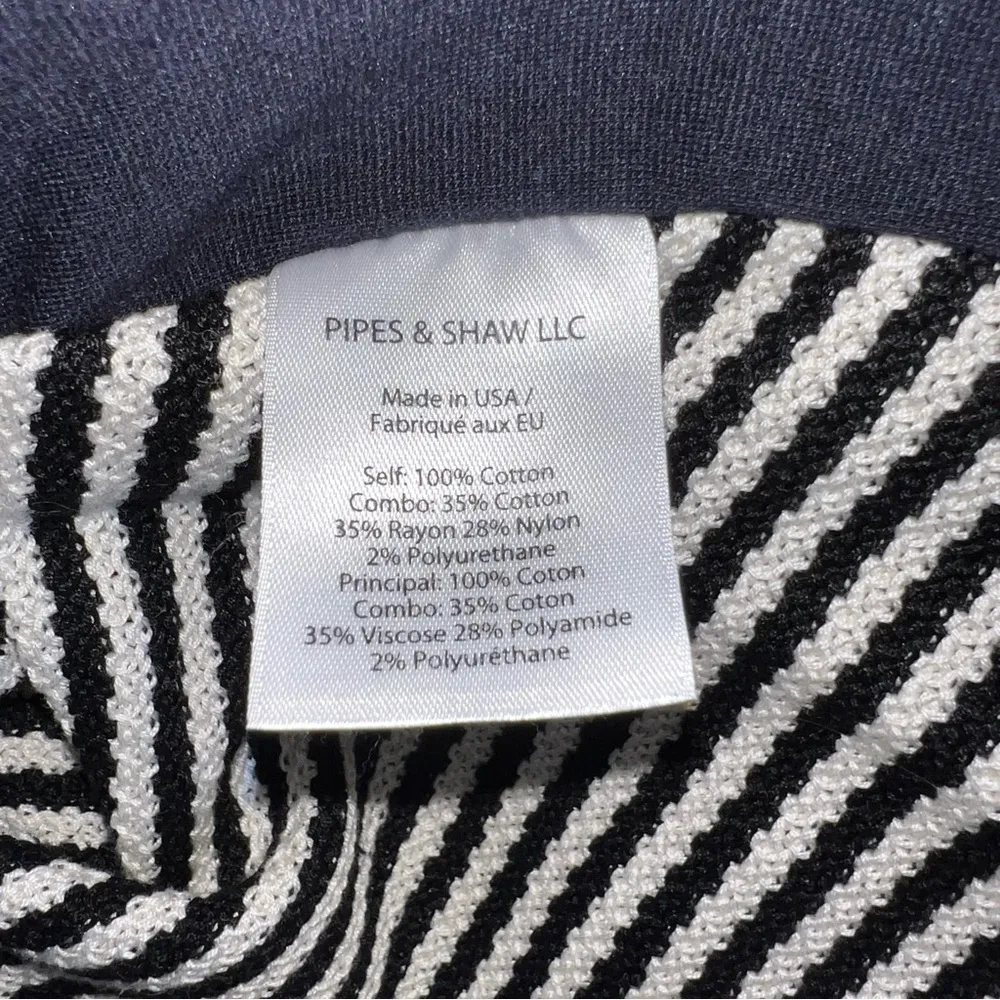 PIPES & SHAW LLC
Made in USA /
Fabriqué aux EU
Self: 100% Cotton
Combo: 35% Cotton
35% Rayon 28% Nylon
2% Polyurethane
Principal: 100% Coton
Combo: 35% Coton
35% Viscose 28% Polyamide
2% Polyuréthane